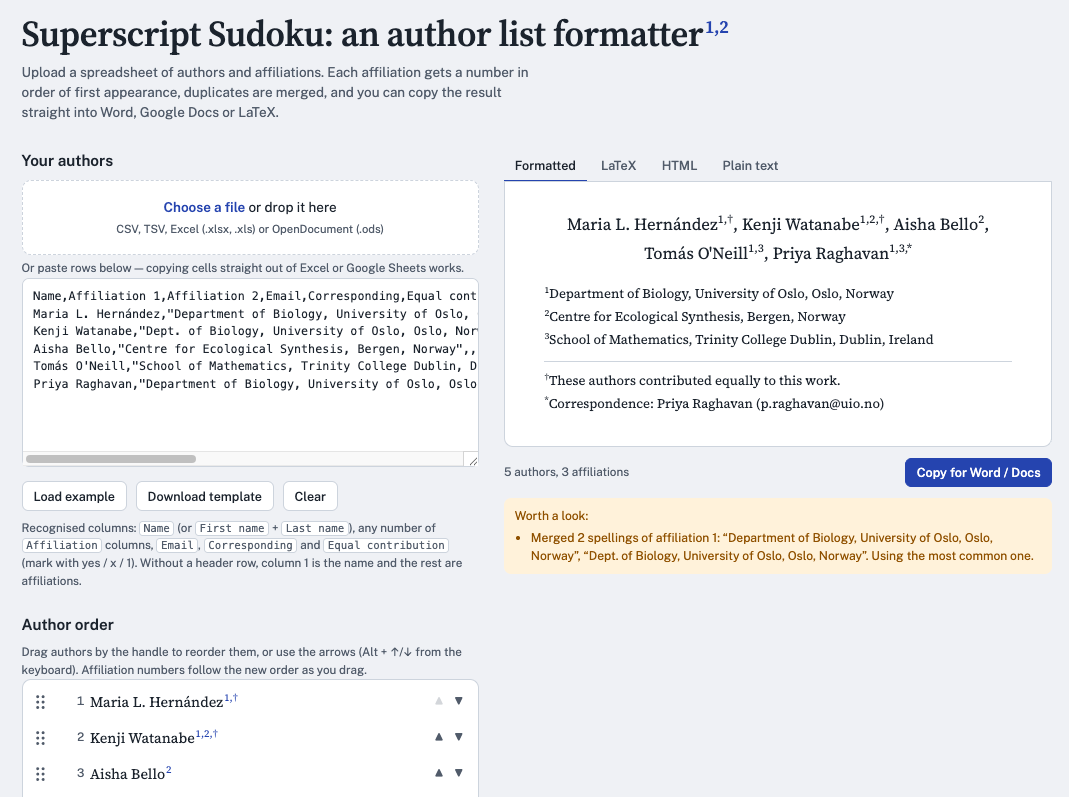 Superscript Sudoku: an author list formatter1,2
Upload a spreadsheet of authors and affiliations. Each affiliation gets a number in
order of first appearance, duplicates are merged, and you can copy the result
straight into Word, Google Docs or LaTeX.
Your authors
Choose a file or drop it here
CSV, TSV, Excel (.xlsx, .xls) or OpenDocument (.ods)
Or paste rows below — copying cells straight out of Excel or Google Sheets works.
Name,Affiliation 1,Affiliation 2,Email,Corresponding,Equal cont
Maria L. Hernández,"Department of Biology, University of Oslo,
Kenji Watanabe,"Dept. of Biology, University of Oslo, Oslo, Nor
Aisha Bello,"Centre for Ecological Synthesis, Bergen, Norway",,
Tomás O'Neill,"School of Mathematics, Trinity College Dublin, D
Priya Raghavan,"Department of Biology, University of Oslo, Oslo
Load example
Download template
Clear
Recognised columns: Name (or First name + Last name), any number of
Affiliation columns, Email, Corresponding and Equal contribution
(mark with yes / x / 1). Without a header row, column 1 is the name and the rest are
affiliations.
Author order
Drag authors by the handle to reorder them, or use the arrows (Alt + ↑/↓ from the
keyboard). Affiliation numbers follow the new order as you drag.
1 Maria L. Hernández1,†
2 Kenji Watanabe1,2,†
3 Aisha Bello2
Formatted
LaTeX
HTML
Plain text
Maria L. Hernández1,†, Kenji Watanabe1,2,†, Aisha Bello2,
Tomás O'Neill1,3, Priya Raghavan1,3,*
1Department of Biology, University of Oslo, Oslo, Norway
2Centre for Ecological Synthesis, Bergen, Norway
3School of Mathematics, Trinity College Dublin, Dublin, Ireland
†These authors contributed equally to this work.
*Correspondence: Priya Raghavan (p.raghavan@uio.no)
5 authors, 3 affiliations
Copy for Word / Docs
Worth a look:
• Merged 2 spellings of affiliation 1: “Department of Biology, University of Oslo, Oslo,
Norway”, “Dept. of Biology, University of Oslo, Oslo, Norway”. Using the most common one.